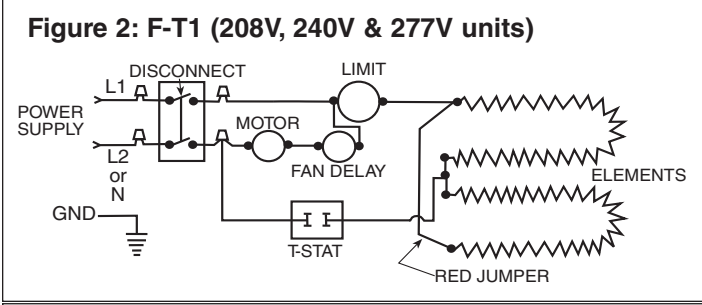 Figure 2: F-T1 (208V, 240V & 277V units)
DISCONNECT
LIMIT
L1
POWER
SUPPLY
MOTOR
FAN DELAY
L2
or
N
ELEMENTS
GND
T-STAT
RED JUMPER